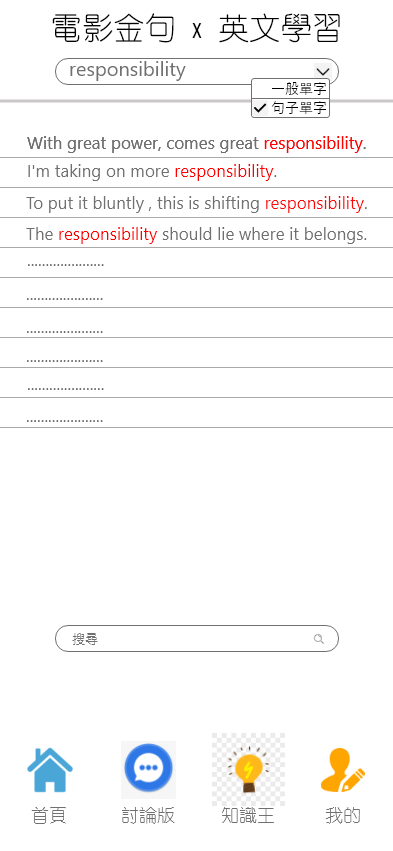 電影金句 x 英文學習
responsibility
一般單字
句子單字
With great power, comes great responsibility.
I'm taking on more responsibility.
To put it bluntly , this is shifting responsibility.
The responsibility should lie where it belongs.
.....................
.....................
.....................
.....................
.....................
.....................
搜尋
首頁 討論版 知識王 我的